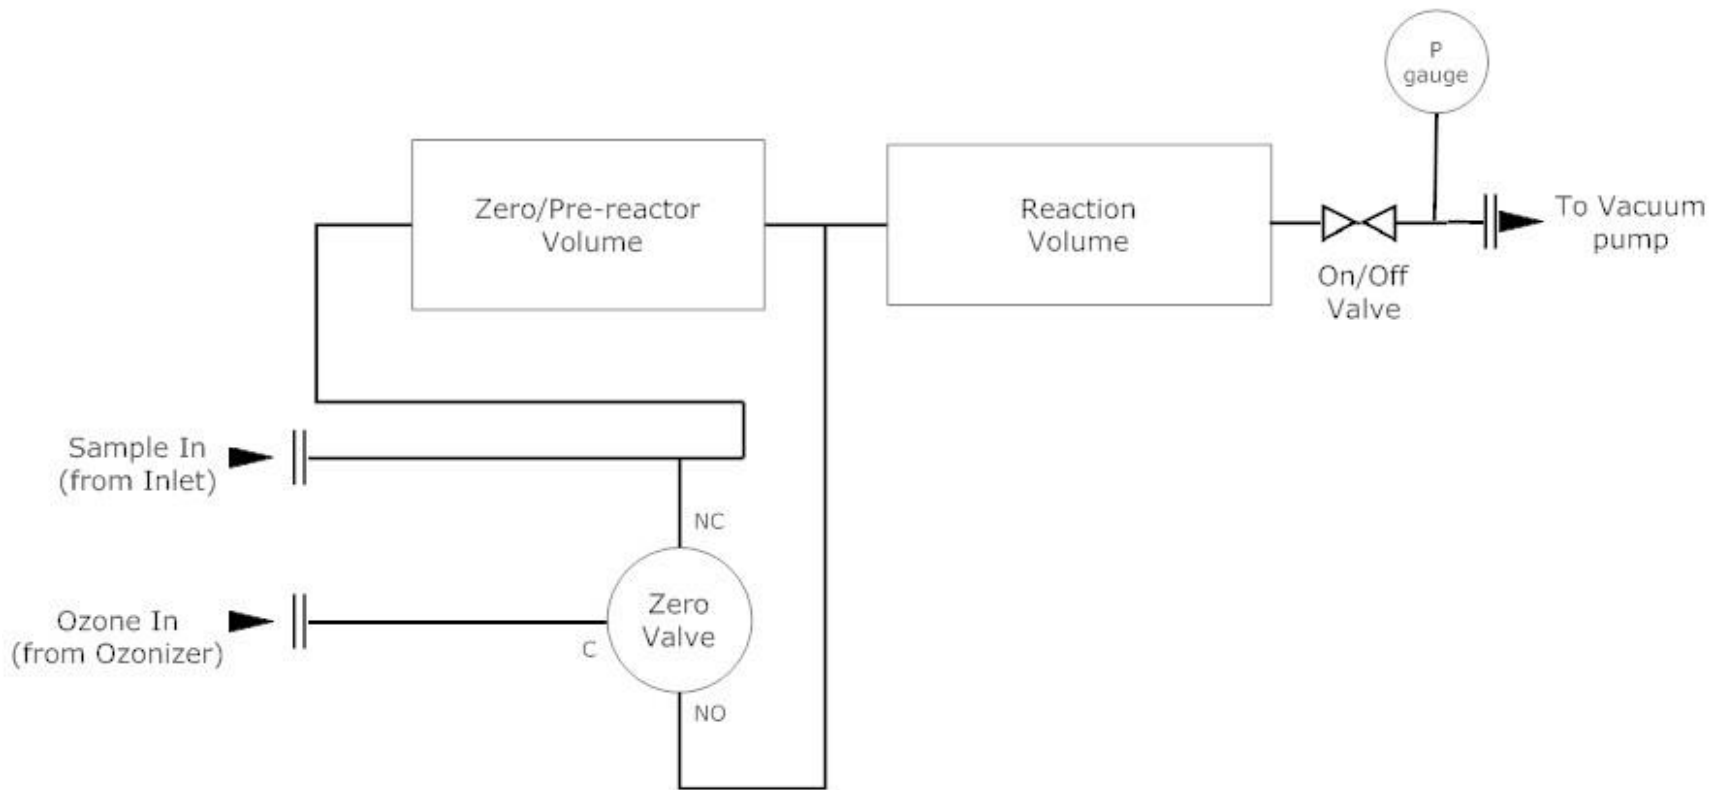 P
gauge
Zero/Pre-reactor
Volume
Reaction
Volume
To Vacuum
pump
On/Off
Valve
Sample In
(from Inlet)
NC
Zero
Valve
Ozone In
(from Ozonizer)
C
NO